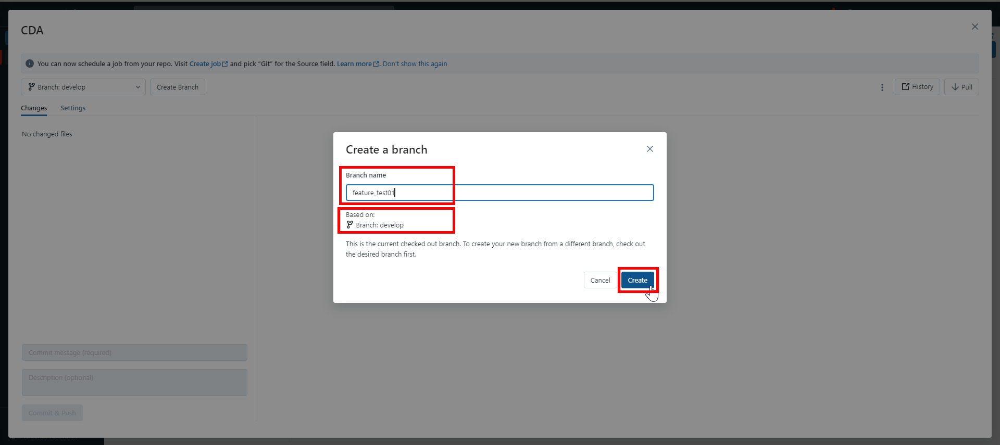 CDA
You can now schedule a job from your repo. Visit Create job and pick “Git” for the Source field. Learn more. Don't show this again
Branch: develop
Create Branch
History
Pull
Changes
Settings
No changed files
Create a branch
Branch name
feature_test01
Based on:
Branch: develop
This is the current checked out branch. To create your new branch from a different branch, check out
the desired branch first.
Cancel
Create
Commit message (required)
Description (optional)
Commit & Push